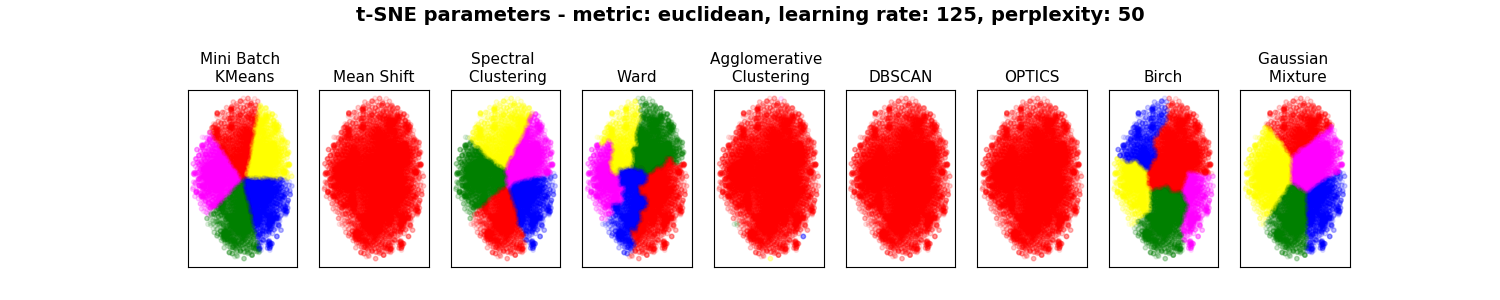 t-SNE parameters - metric: euclidean, learning rate: 125, perplexity: 50
Mini Batch
KMeans
Mean Shift
Spectral
Clustering
Ward
Agglomerative
Clustering
DBSCAN
OPTICS
Birch
Gaussian
Mixture